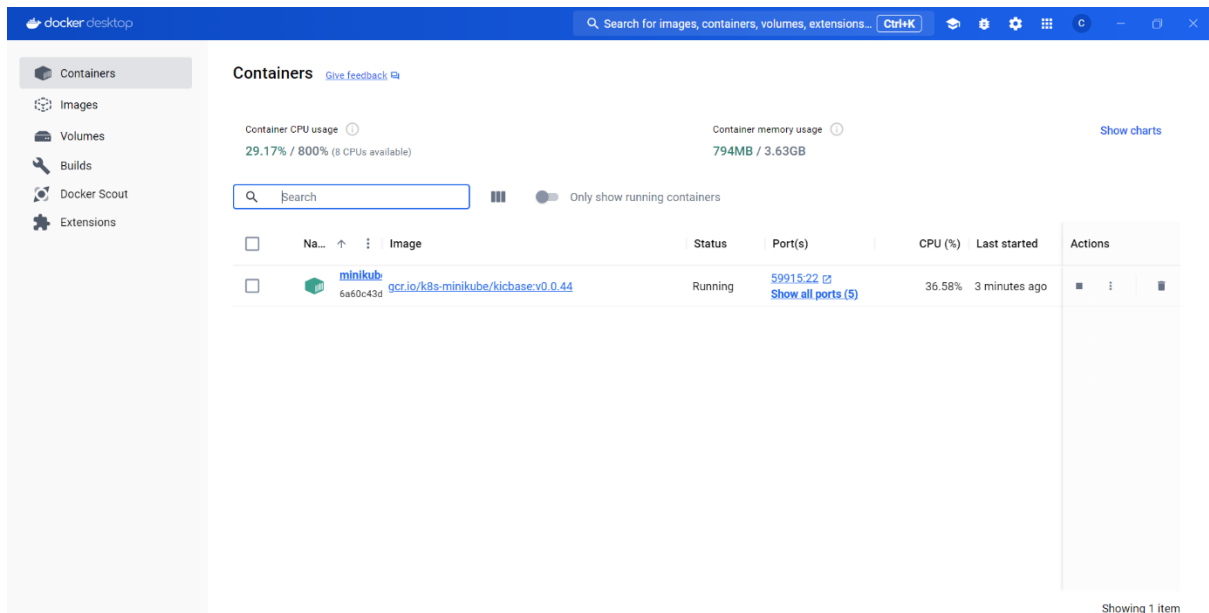 docker desktop
Search for images, containers, volumes, extensions... Ctrl+K
C
Containers
Images
Volumes
Builds
Docker Scout
Extensions
Containers Give feedback
Container CPU usage
29.17% / 800% (8 CPUs available)
Container memory usage
794MB / 3.63GB
Show charts
Search
Only show running containers
Na... Image Status Port(s) CPU (%) Last started Actions
minikub
6a60c43d
gcr.io/k8s-minikube/kicbase:v0.0.44
Running
59915:22
Show all ports (5)
36.58%
3 minutes ago
Showing 1 item